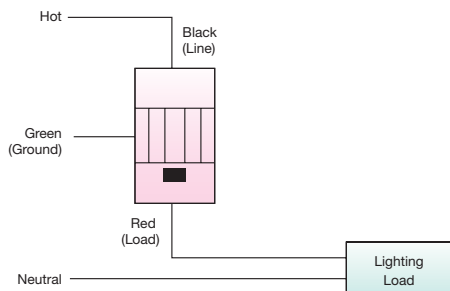 Hot
Black
(Line)
Green
(Ground)
Red
(Load)
Neutral
Lighting
Load